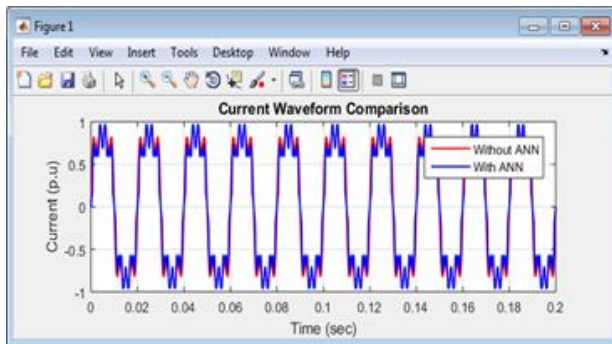 Figure 1
File Edit View Insert Tools Desktop Window Help
Current Waveform Comparison
Current (p.u)
1
0.5
0
-0.5
-1
Without ANN
With ANN
0 0.02 0.04 0.06 0.08 0.1 0.12 0.14 0.16 0.18 0.2
Time (sec)